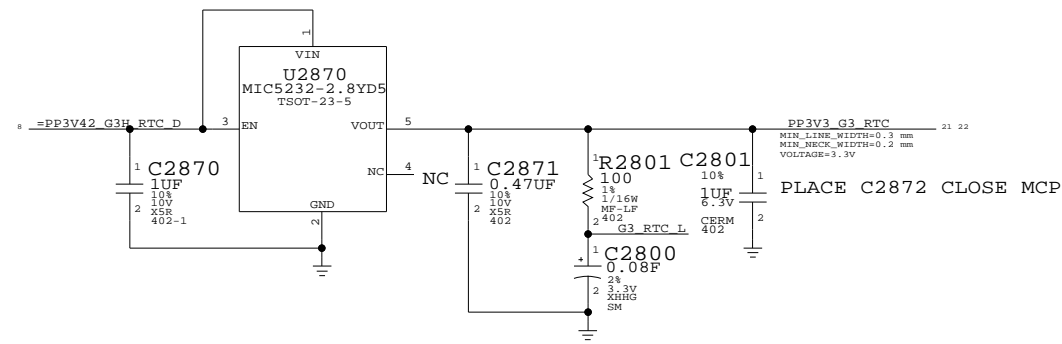 1
VIN
U2870
MIC5232-2.8YD5
TSOT-23-5
8 =PP3V42_G3H_RTC_D 3 EN
VOUT 5
PP3V3_G3_RTC 21 22
MIN_LINE_WIDTH=0.3 mm
MIN_NECK_WIDTH=0.2 mm
VOLTAGE=3.3V
NC 4 NC
GND
2
1 C2870
1UF
10%
10V
2 X5R
402-1
1 C2871
0.47UF
10%
10V
2 X5R
402
1 R2801
100
1%
1/16W
MF-LF
2 402
G3_RTC_L
C2801
10%
1
1UF
6.3V
2
CERM
402
PLACE C2872 CLOSE MCP
1 C2800
+ 0.08F
2%
2 3.3V
XHHG
SM